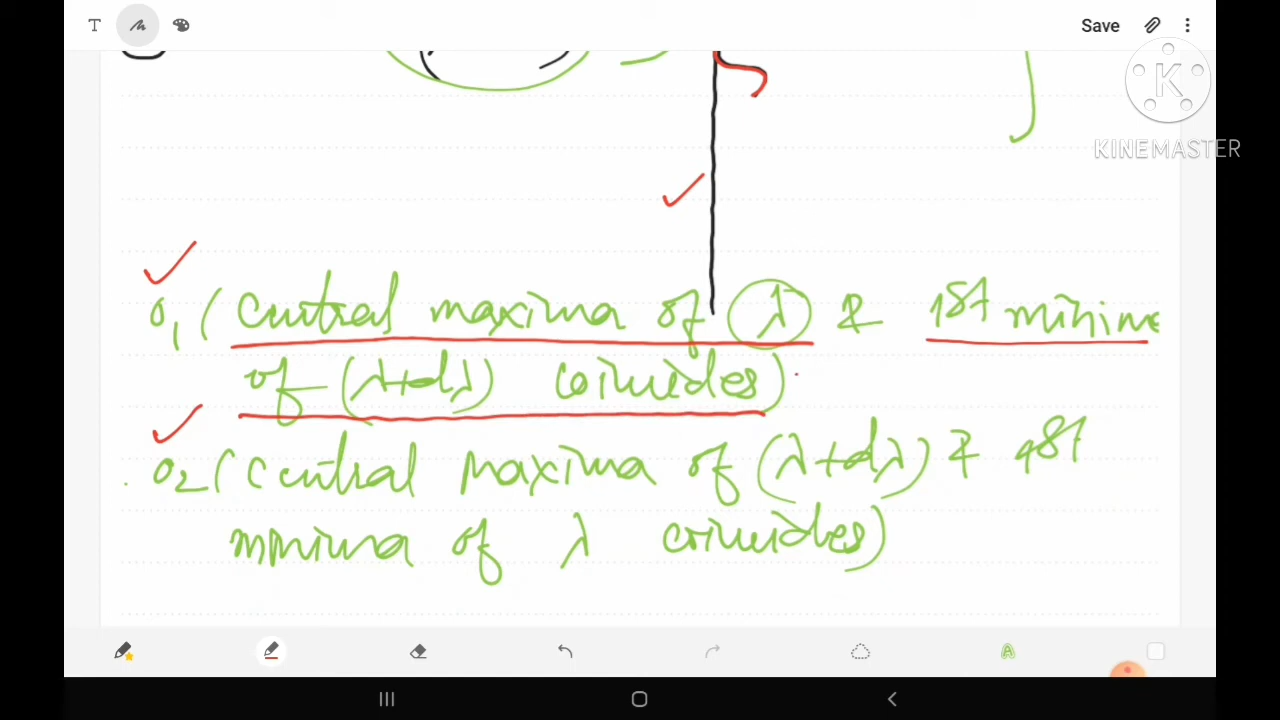 T Save
K
KINEMASTER
O1 ( Central maxima of λ & 1st minima
of (λ+dλ) coincides)
O2 ( Central maxima of (λ+dλ) & 1st
minima of λ coincides)
A